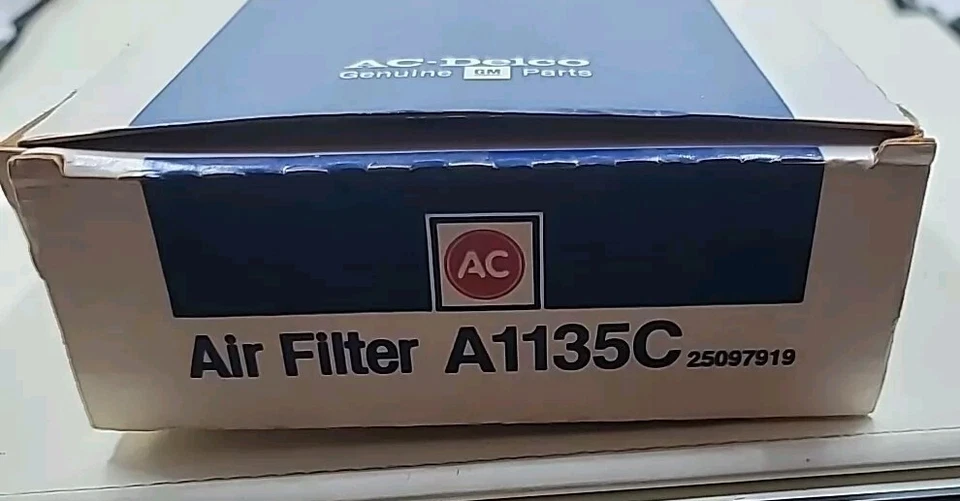 AC-Delco
Genuine GM Parts
AC
Air Filter A1135C 25097919